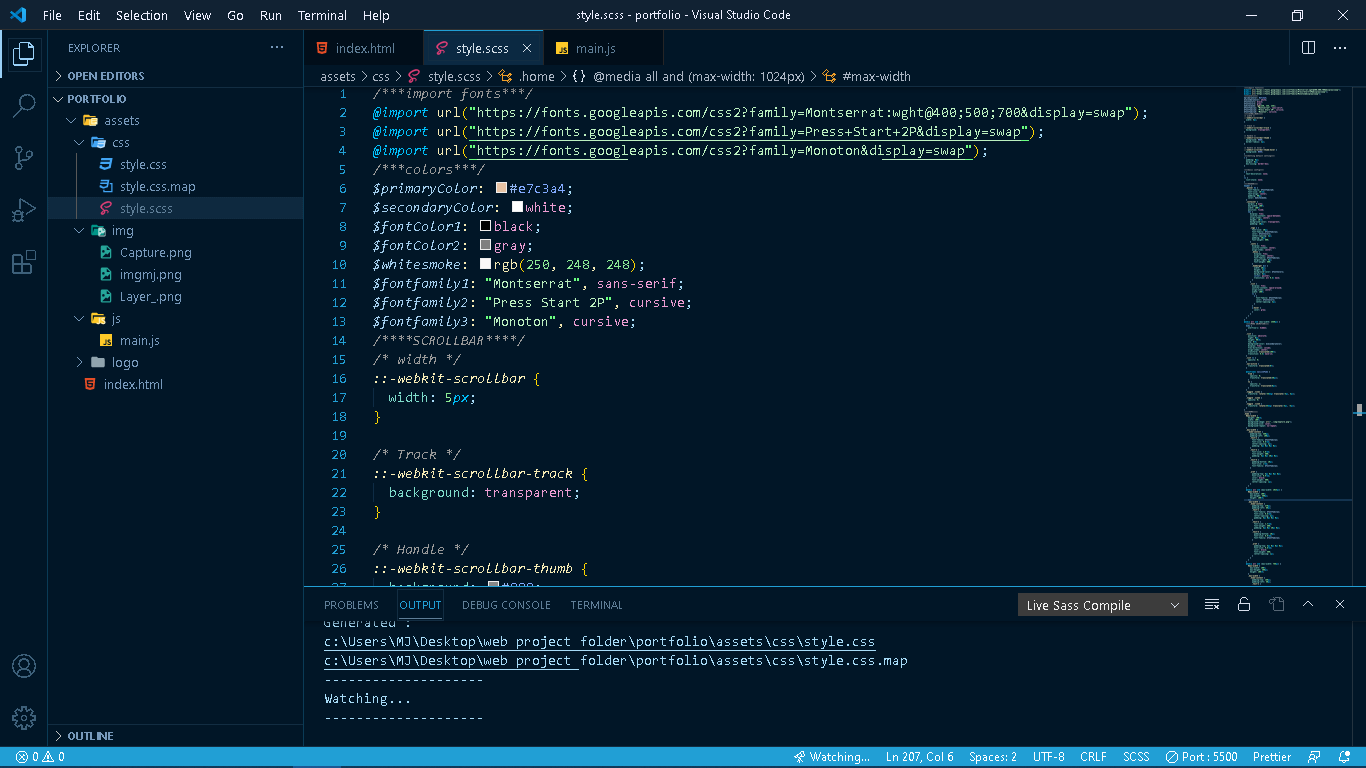 File Edit Selection View Go Run Terminal Help
style.scss - portfolio - Visual Studio Code
EXPLORER
OPEN EDITORS
PORTFOLIO
assets
css
style.css
style.css.map
style.scss
img
Capture.png
imgmj.png
Layer_.png
js
main.js
logo
index.html
OUTLINE
index.html style.scss main.js
assets > css > style.scss > .home > {} @media all and (max-width: 1024px) > #max-width
1 /***import fonts***/
2 @import url("https://fonts.googleapis.com/css2?family=Montserrat:wght@400;500;700&display=swap");
3 @import url("https://fonts.googleapis.com/css2?family=Press+Start+2P&display=swap");
4 @import url("https://fonts.googleapis.com/css2?family=Monoton&display=swap");
5 /***colors***/
6 $primaryColor: #e7c3a4;
7 $secondaryColor: white;
8 $fontColor1: black;
9 $fontColor2: gray;
10 $whitesmoke: rgb(250, 248, 248);
11 $fontfamily1: "Montserrat", sans-serif;
12 $fontfamily2: "Press Start 2P", cursive;
13 $fontfamily3: "Monoton", cursive;
14 /****SCROLLBAR****/
15 /* width */
16 ::-webkit-scrollbar {
17 width: 5px;
18 }
19
20 /* Track */
21 ::-webkit-scrollbar-track {
22 background: transparent;
23 }
24
25 /* Handle */
26 ::-webkit-scrollbar-thumb {
27 background: #888;
PROBLEMS OUTPUT DEBUG CONSOLE TERMINAL
Live Sass Compile
Generated :
c:\Users\MJ\Desktop\web project folder\portfolio\assets\css\style.css
c:\Users\MJ\Desktop\web project folder\portfolio\assets\css\style.css.map
--------------------
Watching...
--------------------
0 0 Watching... Ln 207, Col 6 Spaces: 2 UTF-8 CRLF SCSS Port : 5500 Prettier